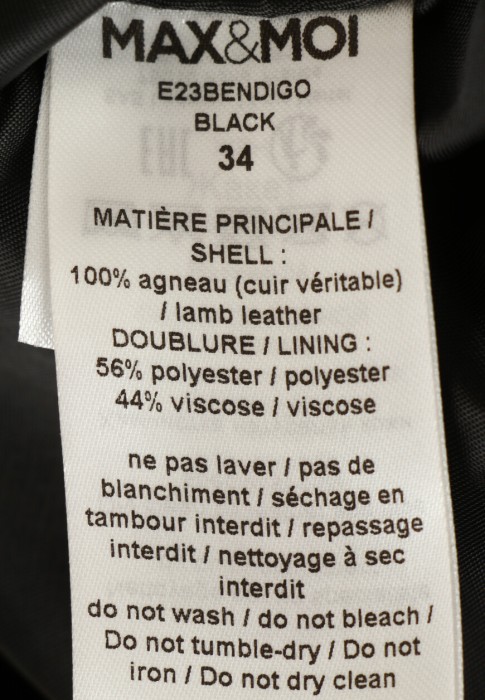 MAX&MOI
E23BENDIGO
BLACK
34
MATIÈRE PRINCIPALE /
SHELL :
100% agneau (cuir véritable)
/ lamb leather
DOUBLURE / LINING :
56% polyester / polyester
44% viscose / viscose
ne pas laver / pas de
blanchiment / séchage en
tambour interdit / repassage
interdit / nettoyage à sec
interdit
do not wash / do not bleach /
Do not tumble-dry / Do not
iron / Do not dry clean